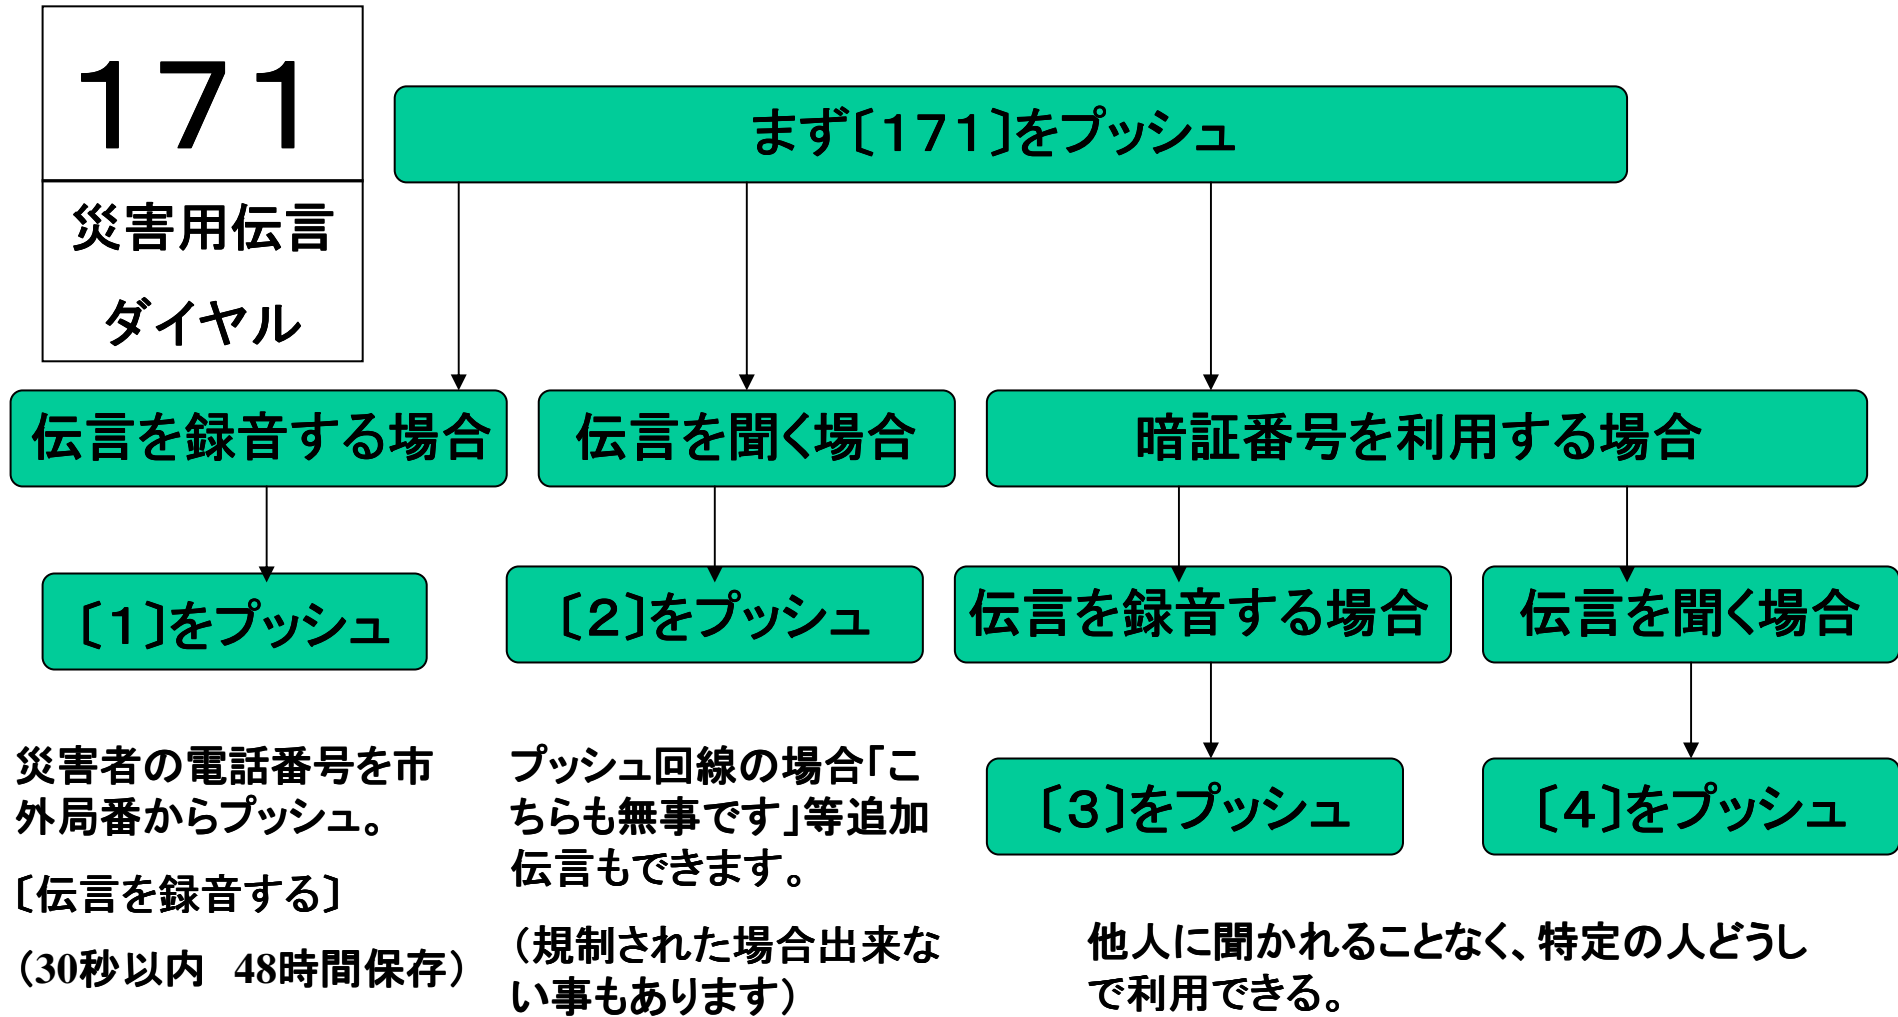 171
災害用伝言
ダイヤル
まず〔171〕をプッシュ
伝言を録音する場合
伝言を聞く場合
暗証番号を利用する場合
〔1〕をプッシュ
〔2〕をプッシュ
伝言を録音する場合
伝言を聞く場合
〔3〕をプッシュ
〔4〕をプッシュ
災害者の電話番号を市
外局番からプッシュ。
〔伝言を録音する〕
（30秒以内　48時間保存）
プッシュ回線の場合「こ
ちらも無事です」等追加
伝言もできます。
（規制された場合出来な
い事もあります）
他人に聞かれることなく、特定の人どうし
で利用できる。